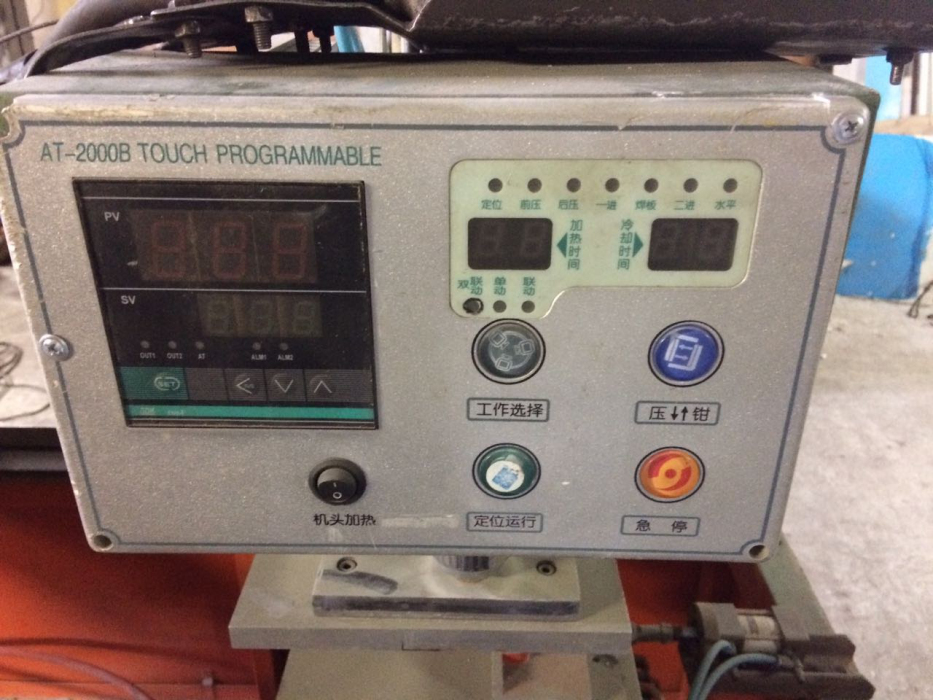 AT-2000B TOUCH PROGRAMMABLE
PV
SV
OUT1 OUT2 AT ALM1 ALM2
SET
定位 前压 后压 一进 焊板 二进 水平
加热时间
冷却时间
双联动 单动 联动
工作选择
压↓↑钳
机头加热
定位运行
急 停